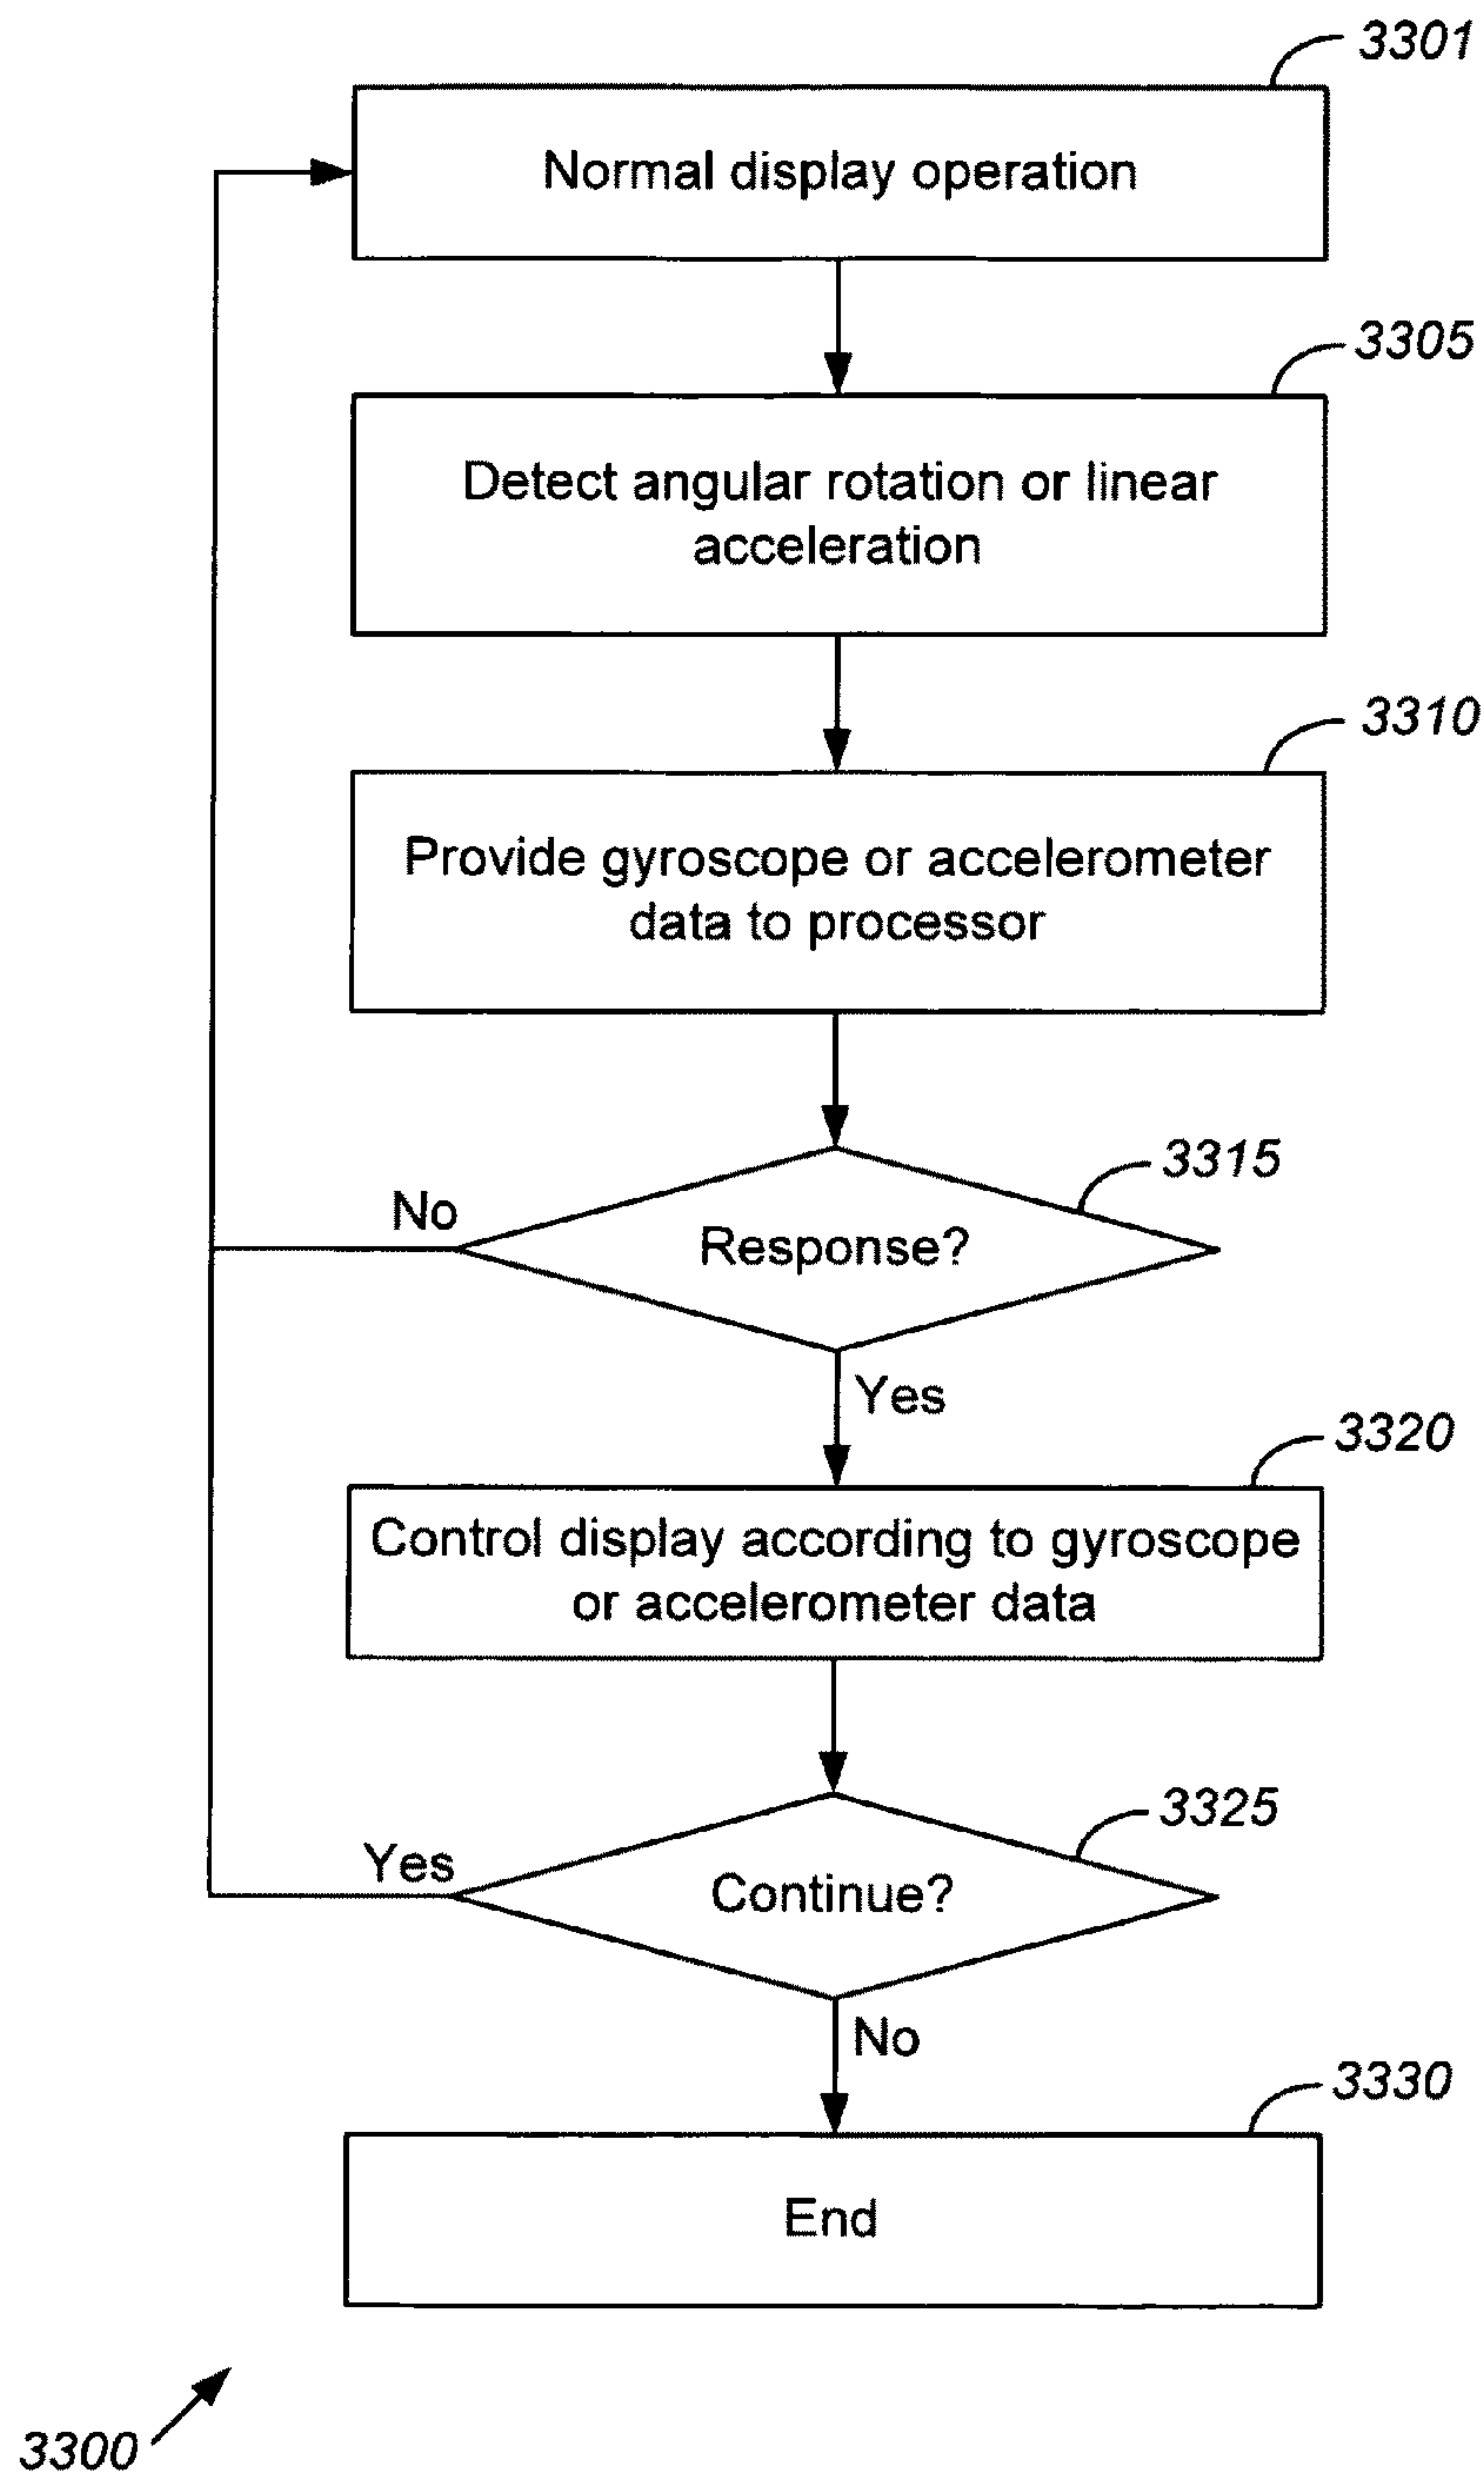 3301
Normal display operation
3305
Detect angular rotation or linear
acceleration
3310
Provide gyroscope or accelerometer
data to processor
3315
No
Response?
Yes
3320
Control display according to gyroscope
or accelerometer data
3325
Yes
Continue?
No
3330
End
3300